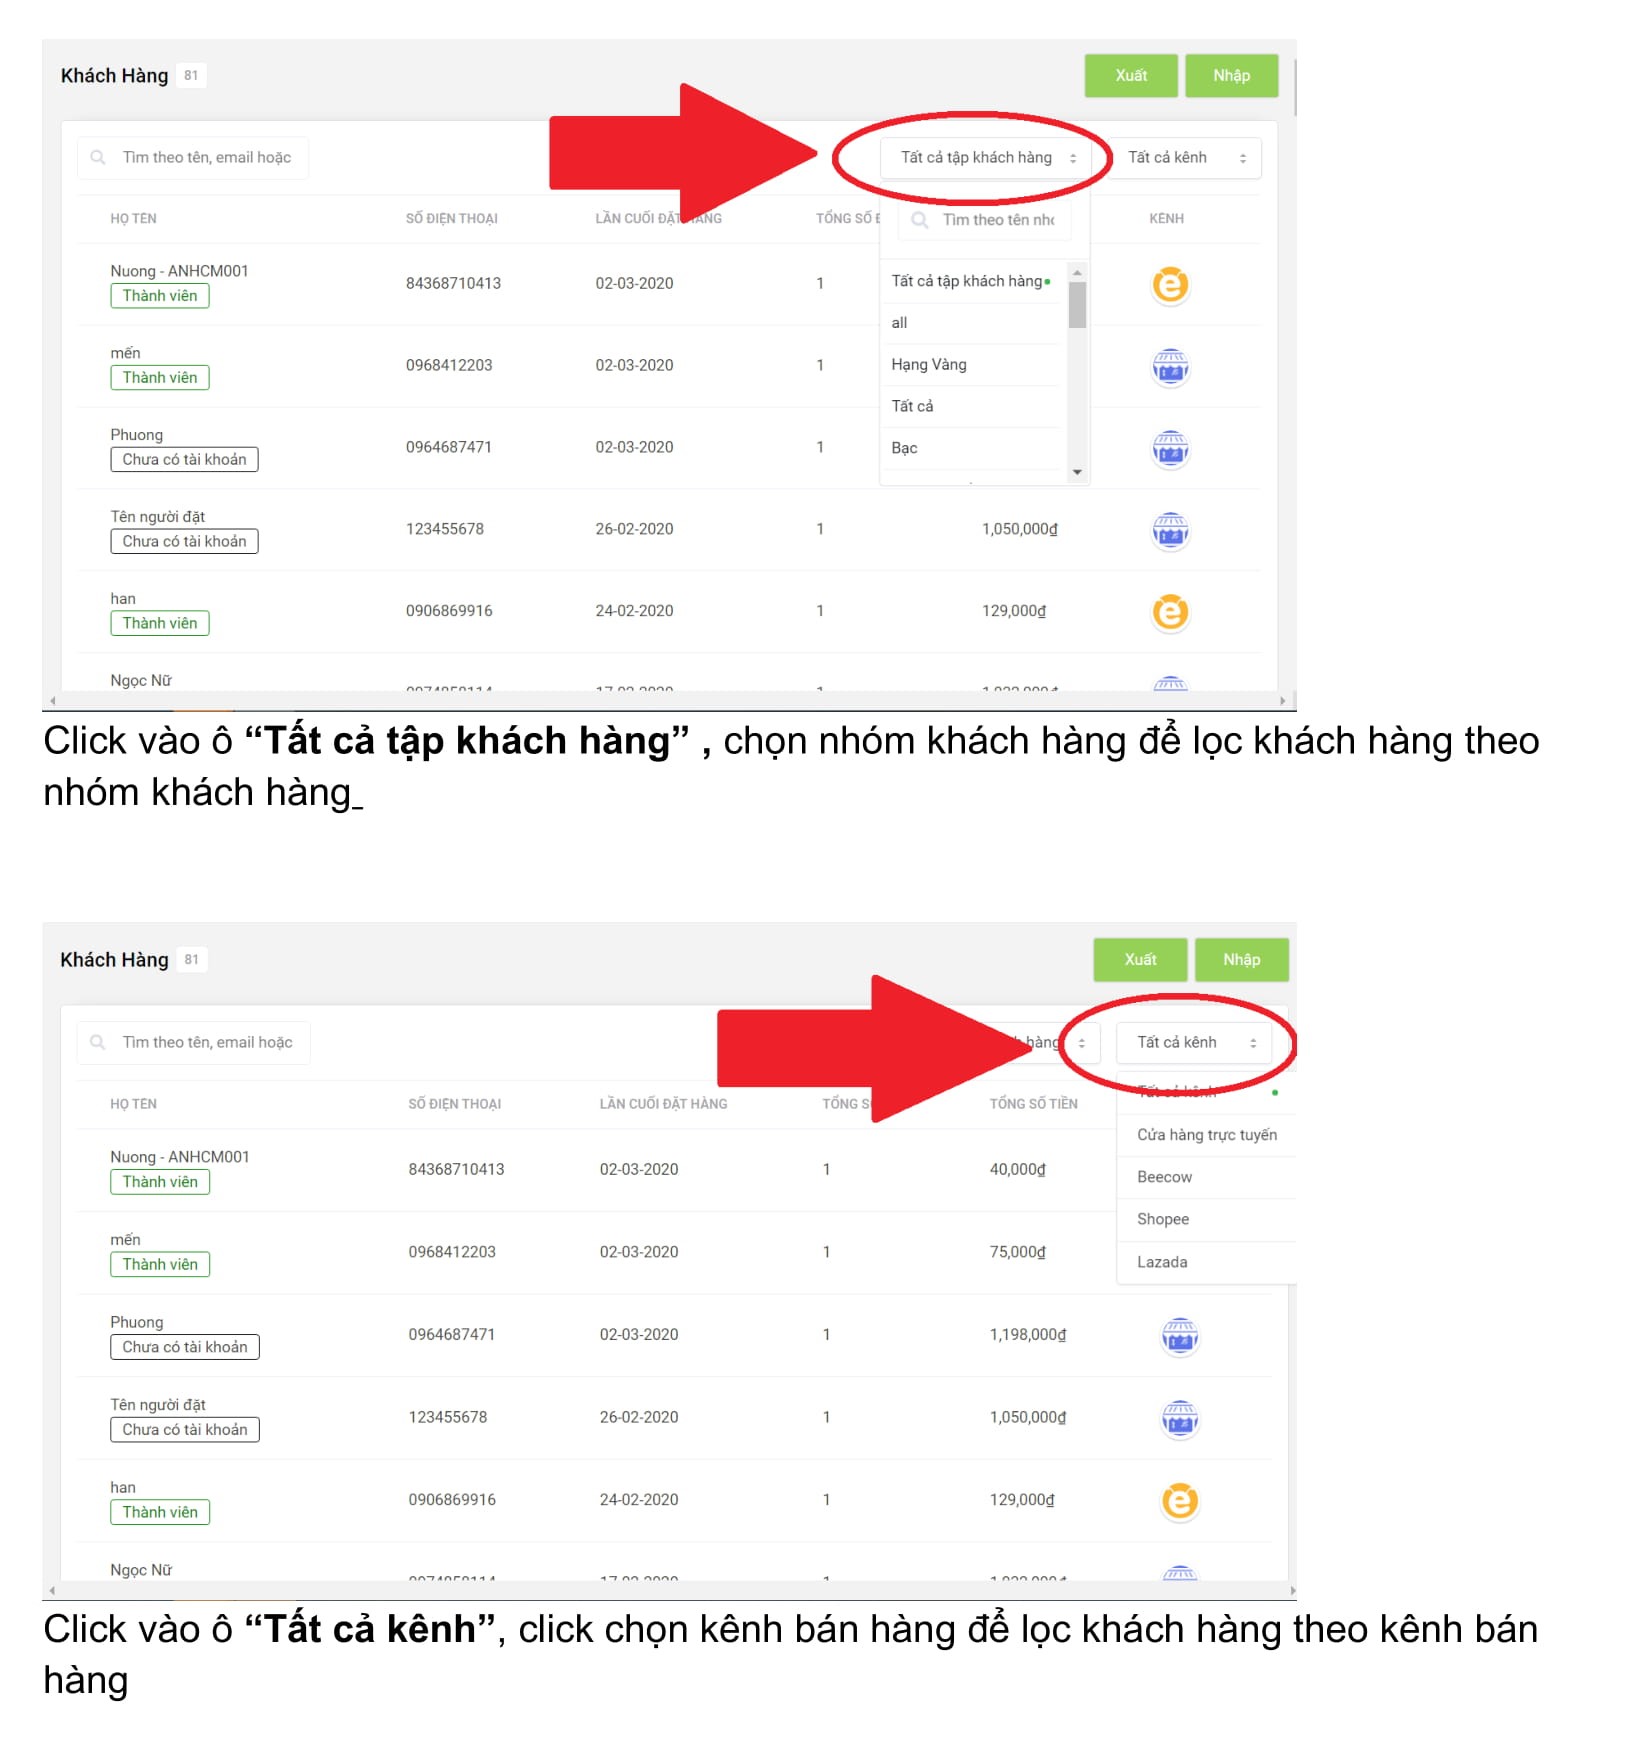 Khách Hàng 81 Xuất Nhập
Tìm theo tên, email hoặc Tất cả tập khách hàng Tất cả kênh
HỌ TÊN SỐ ĐIỆN THOẠI LẦN CUỐI ĐẶT HÀNG TỔNG SỐ KÊNH
Tìm theo tên
Nuong - ANHCM001
Thành viên
84368710413 02-03-2020 1
Tất cả tập khách hàng
all
mến
Thành viên
0968412203 02-03-2020 1
Hạng Vàng
Tất cả
Phuong
Chưa có tài khoản
0964687471 02-03-2020 1
Bạc
Tên người đặt
Chưa có tài khoản
123455678 26-02-2020 1 1,050,000₫
han
Thành viên
0906869916 24-02-2020 1 129,000₫
Ngọc Nữ
Click vào ô “Tất cả tập khách hàng” , chọn nhóm khách hàng để lọc khách hàng theo
nhóm khách hàng
Khách Hàng 81 Xuất Nhập
Tìm theo tên, email hoặc hàng Tất cả kênh
HỌ TÊN SỐ ĐIỆN THOẠI LẦN CUỐI ĐẶT HÀNG TỔNG TỔNG SỐ TIỀN
Tất cả kênh
Cửa hàng trực tuyến
Beecow
Shopee
Lazada
Nuong - ANHCM001
Thành viên
84368710413 02-03-2020 1 40,000₫
mến
Thành viên
0968412203 02-03-2020 1 75,000₫
Phuong
Chưa có tài khoản
0964687471 02-03-2020 1 1,198,000₫
Tên người đặt
Chưa có tài khoản
123455678 26-02-2020 1 1,050,000₫
han
Thành viên
0906869916 24-02-2020 1 129,000₫
Ngọc Nữ
Click vào ô “Tất cả kênh”, click chọn kênh bán hàng để lọc khách hàng theo kênh bán
hàng